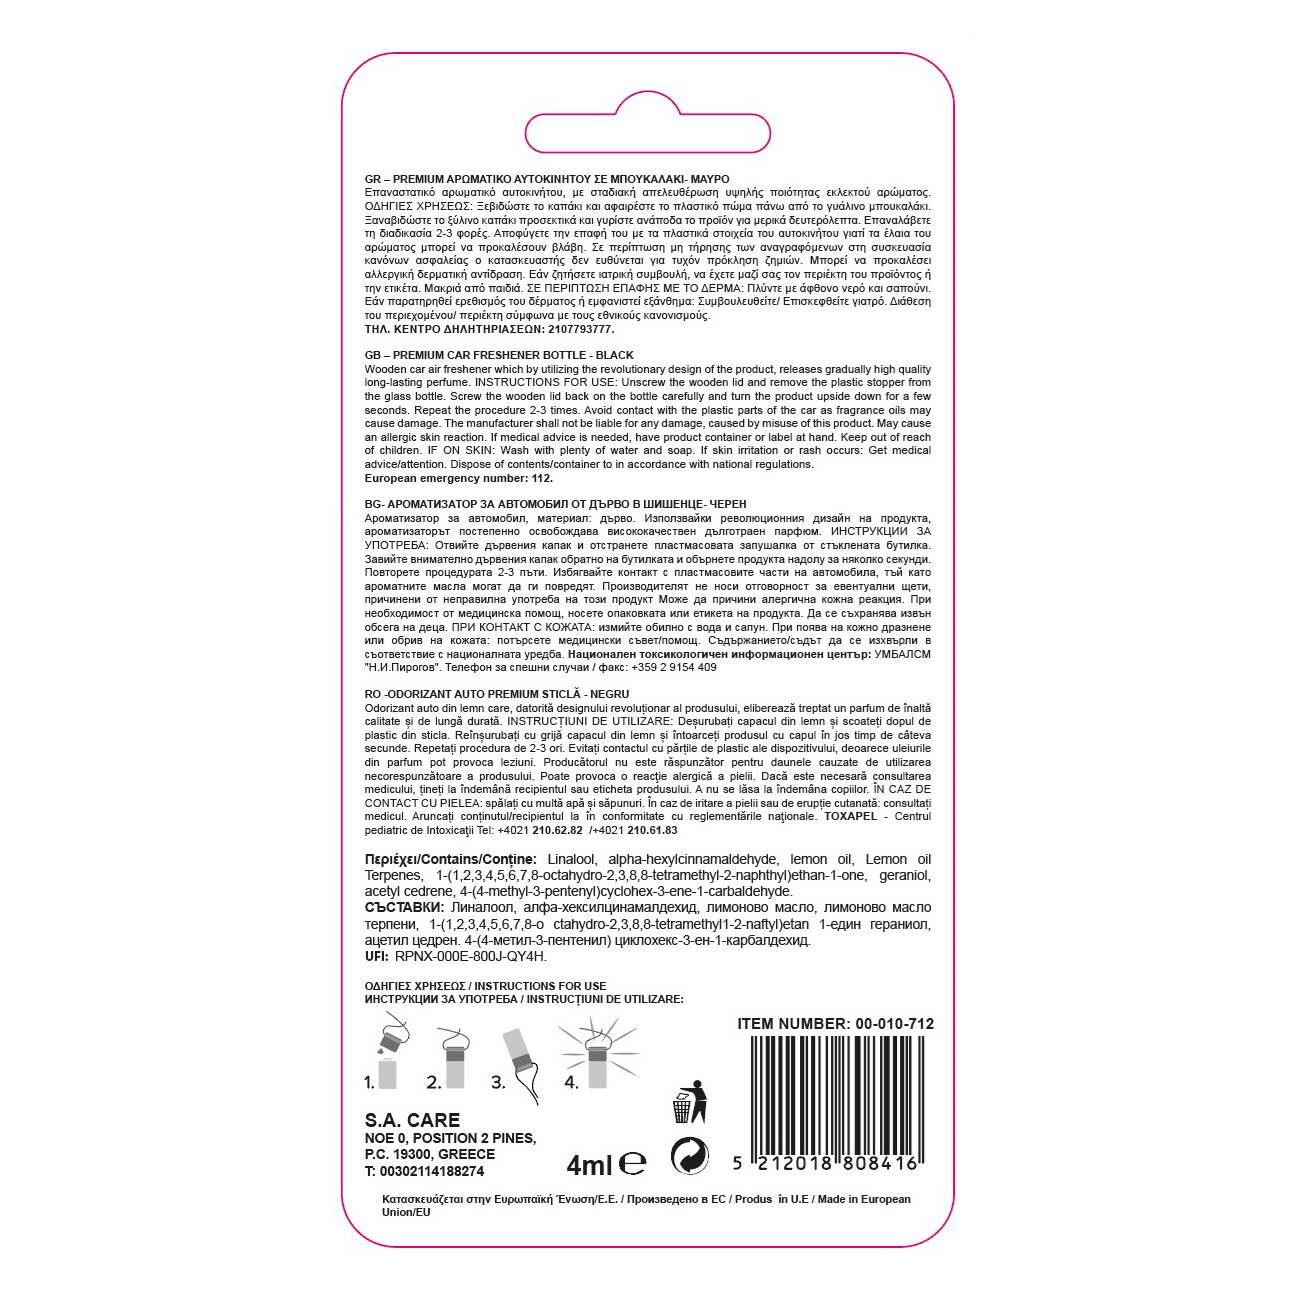 GR – PREMIUM ΑΡΩΜΑΤΙΚΟ ΑΥΤΟΚΙΝΗΤΟΥ ΣΕ ΜΠΟΥΚΑΛΑΚΙ- ΜΑΥΡΟ
Επαναστατικό αρωματικό αυτοκινήτου, με σταδιακή απελευθέρωση υψηλής ποιότητας εκλεκτού αρώματος.
ΟΔΗΓΙΕΣ ΧΡΗΣΕΩΣ: Ξεβιδώστε το καπάκι και αφαιρέστε το πλαστικό πώμα πάνω από το γυάλινο μπουκαλάκι.
Ξαναβιδώστε το ξύλινο καπάκι προσεκτικά και γυρίστε ανάποδα το προϊόν για μερικά δευτερόλεπτα. Επαναλάβετε
τη διαδικασία 2-3 φορές. Αποφύγετε την επαφή του με τα πλαστικά στοιχεία του αυτοκινήτου γιατί τα έλαια του
αρώματος μπορεί να προκαλέσουν βλάβη. Σε περίπτωση μη τήρησης των αναγραφόμενων στη συσκευασία
κανόνων ασφαλείας ο κατασκευαστής δεν ευθύνεται για τυχόν πρόκληση ζημιών. Μπορεί να προκαλέσει
αλλεργική δερματική αντίδραση. Εάν ζητήσετε ιατρική συμβουλή, να έχετε μαζί σας τον περιέκτη του προϊόντος ή
την ετικέτα. Μακριά από παιδιά. ΣΕ ΠΕΡΙΠΤΩΣΗ ΕΠΑΦΗΣ ΜΕ ΤΟ ΔΕΡΜΑ: Πλύντε με άφθονο νερό και σαπούνι.
Εάν παρατηρηθεί ερεθισμός του δέρματος ή εμφανιστεί εξάνθημα: Συμβουλευθείτε/ Επισκεφθείτε γιατρό. Διάθεση
του περιεχομένου/ περιέκτη σύμφωνα με τους εθνικούς κανονισμούς.
ΤΗΛ. ΚΕΝΤΡΟ ΔΗΛΗΤΗΡΙΑΣΕΩΝ: 2107793777.
GB – PREMIUM CAR FRESHENER BOTTLE - BLACK
Wooden car air freshener which by utilizing the revolutionary design of the product, releases gradually high quality
long-lasting perfume. INSTRUCTIONS FOR USE: Unscrew the wooden lid and remove the plastic stopper from
the glass bottle. Screw the wooden lid back on the bottle carefully and turn the product upside down for a few
seconds. Repeat the procedure 2-3 times. Avoid contact with the plastic parts of the car as fragrance oils may
cause damage. The manufacturer shall not be liable for any damage, caused by misuse of this product. May cause
an allergic skin reaction. If medical advice is needed, have product container or label at hand. Keep out of reach
of children. IF ON SKIN: Wash with plenty of water and soap. If skin irritation or rash occurs: Get medical
advice/attention. Dispose of contents/container to in accordance with national regulations.
European emergency number: 112.
BG- АРОМАТИЗАТОР ЗА АВТОМОБИЛ ОТ ДЪРВО В ШИШЕНЦЕ- ЧЕРЕН
Ароматизатор за автомобил, материал: дърво. Използвайки революционния дизайн на продукта,
ароматизаторът постепенно освобождава висококачествен дълготраен парфюм. ИНСТРУКЦИИ ЗА
УПОТРЕБА: Отвийте дървения капак и отстранете пластмасовата запушалка от стъклената бутилка.
Завийте внимателно дървения капак обратно на бутилката и обърнете продукта надолу за няколко секунди.
Повторете процедурата 2-3 пъти. Избягвайте контакт с пластмасовите части на автомобила, тъй като
ароматните масла могат да ги повредят. Производителят не носи отговорност за евентуални щети,
причинени от неправилна употреба на този продукт Може да причини алергична кожна реакция. При
необходимост от медицинска помощ, носете опаковката или етикета на продукта. Да се съхранява извън
обсега на деца. ПРИ КОНТАКТ С КОЖАТА: измийте обилно с вода и сапун. При поява на кожно дразнене
или обрив на кожата: потърсете медицински съвет/помощ. Съдържанието/съдът да се изхвърли в
съответствие с националната уредба. Национален токсикологичен информационен център: УМБАЛСМ
"Н.И.Пирогов". Телефон за спешни случаи / факс: +359 2 9154 409
RO -ODORIZANT AUTO PREMIUM STICLĂ - NEGRU
Odorizant auto din lemn care, datorită designului revoluționar al produsului, eliberează treptat un parfum de înaltă
calitate și de lungă durată. INSTRUCȚIUNI DE UTILIZARE: Deșurubați capacul din lemn și scoateți dopul de
plastic din sticla. Reînșurubați cu grijă capacul din lemn și întoarceți produsul cu capul în jos timp de câteva
secunde. Repetați procedura de 2-3 ori. Evitați contactul cu părțile de plastic ale dispozitivului, deoarece uleiurile
din parfum pot provoca leziuni. Producătorul nu este răspunzător pentru daunele cauzate de utilizarea
necorespunzătoare a produsului. Poate provoca o reacție alergică a pielii. Dacă este necesară consultarea
medicului, țineți la îndemână recipientul sau eticheta produsului. A nu se lăsa la îndemâna copiilor. ÎN CAZ DE
CONTACT CU PIELEA: spălați cu multă apă și săpunuri. În caz de iritare a pielii sau de erupție cutanată: consultați
medicul. Aruncați conținutul/recipientul la în conformitate cu reglementările naționale. TOXAPEL - Centrul
pediatric de Intoxicații Tel: +4021 210.62.82 /+4021 210.61.83
Περιέχει/Contains/Conține: Linalool, alpha-hexylcinnamaldehyde, lemon oil, Lemon oil
Terpenes, 1-(1,2,3,4,5,6,7,8-octahydro-2,3,8,8-tetramethyl-2-naphthyl)ethan-1-one, geraniol,
acetyl cedrene, 4-(4-methyl-3-pentenyl)cyclohex-3-ene-1-carbaldehyde.
СЪСТАВКИ: Линалоол, алфа-хексилцинамалдехид, лимоново масло, лимоново масло
терпени, 1-(1,2,3,4,5,6,7,8-o ctahydro-2,3,8,8-tetramethyl1-2-naftyl)etan 1-един гераниол,
ацетил цедрен. 4-(4-метил-3-пентенил) циклохекс-3-ен-1-карбалдехид.
UFI: RPNX-000E-800J-QY4H.
ΟΔΗΓΙΕΣ ΧΡΗΣΕΩΣ / INSTRUCTIONS FOR USE
ИНСТРУКЦИИ ЗА УПОТРЕБА / INSTRUCȚIUNI DE UTILIZARE:
ITEM NUMBER: 00-010-712
1. 2. 3. 4.
S.A. CARE
NOE 0, POSITION 2 PINES,
P.C. 19300, GREECE
T: 00302114188274
4ml ℮
5 212018 808416
Κατασκευάζεται στην Ευρωπαϊκή Ένωση/Ε.Ε. / Произведено в ЕС / Produs în U.E / Made in European
Union/EU